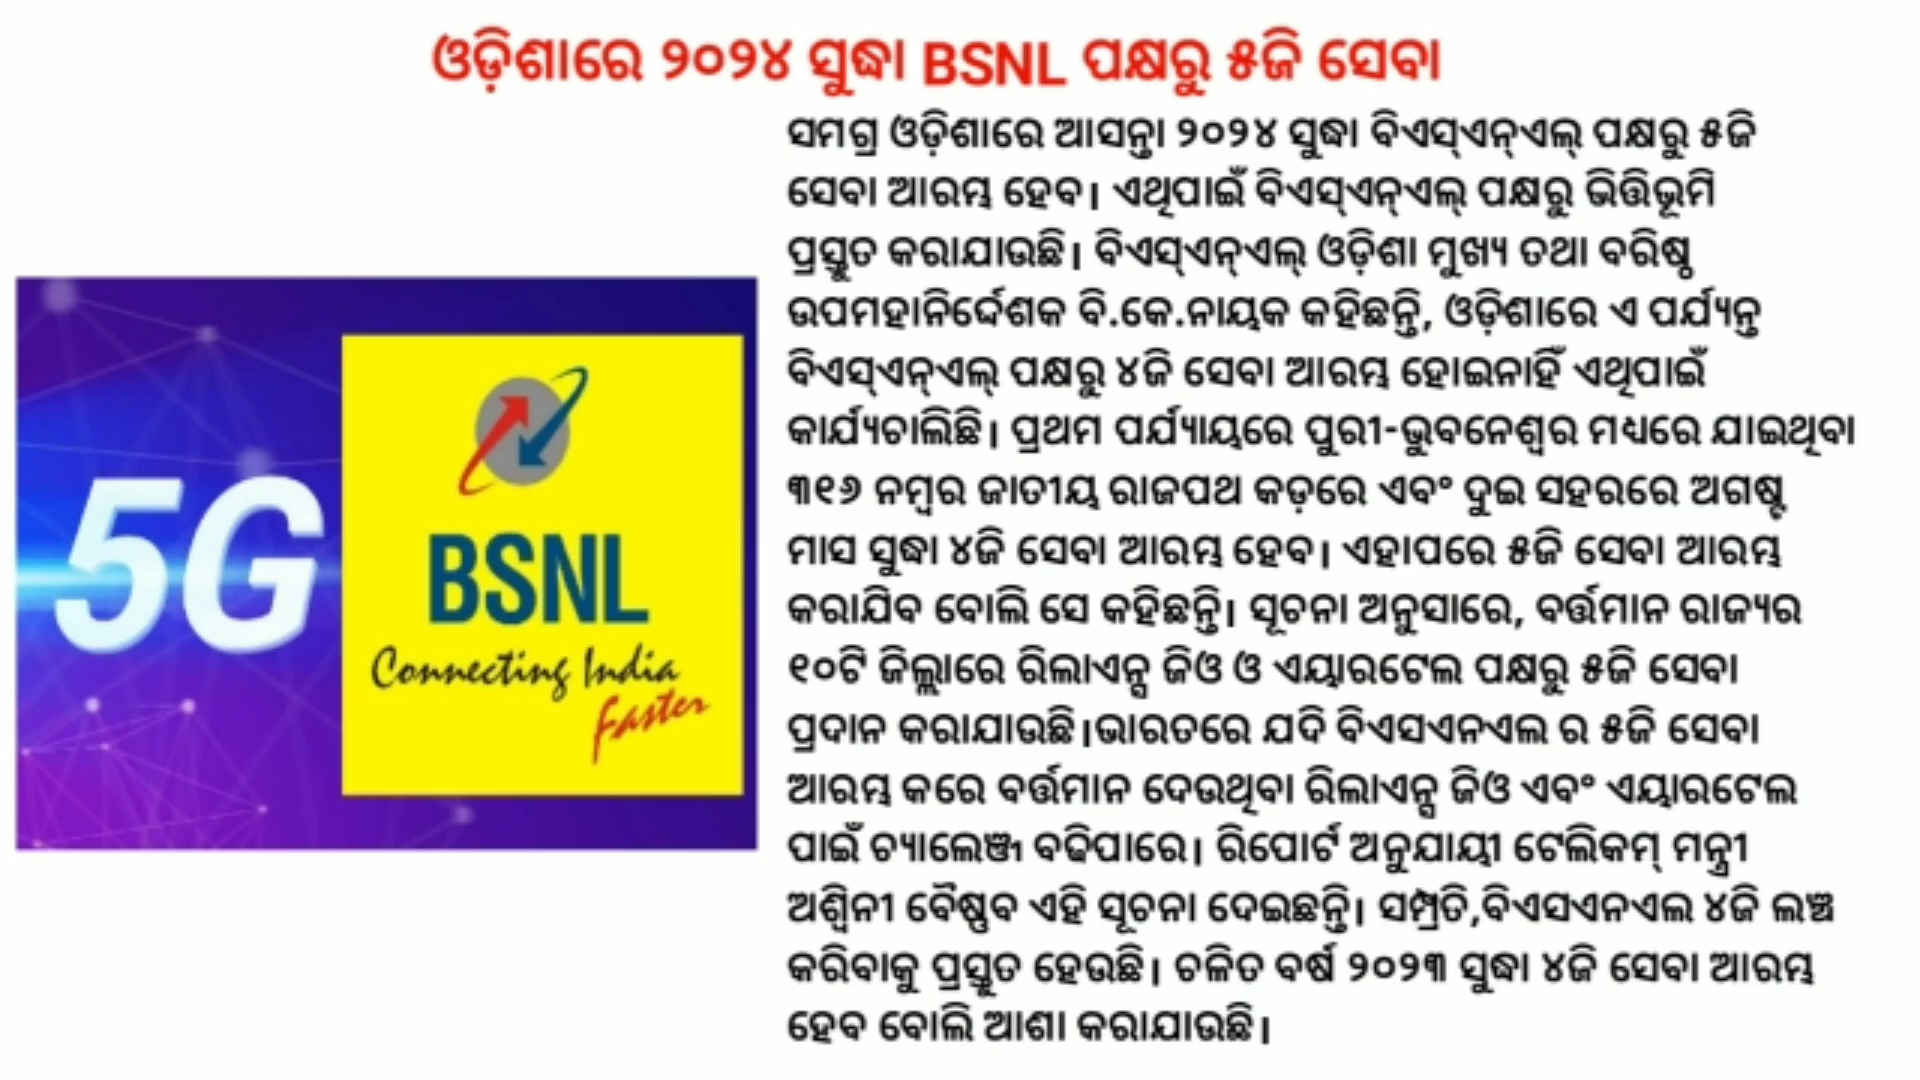 ଓଡ଼ିଶାରେ ୨୦୨୪ ସୁଦ୍ଧା BSNL ପକ୍ଷରୁ ୫ଜି ସେବା
5G
BSNL
Connecting India
Faster
ସମଗ୍ର ଓଡ଼ିଶାରେ ଆସନ୍ତା ୨୦୨୪ ସୁଦ୍ଧା ବିଏସ୍ଏନ୍ଏଲ୍ ପକ୍ଷରୁ ୫ଜି
ସେବା ଆରମ୍ଭ ହେବ। ଏଥିପାଇଁ ବିଏସ୍ଏନ୍ଏଲ୍ ପକ୍ଷରୁ ଭିତ୍ତିଭୂମି
ପ୍ରସ୍ତୁତ କରାଯାଉଛି। ବିଏସ୍ଏନ୍ଏଲ୍ ଓଡ଼ିଶା ମୁଖ୍ୟ ତଥା ବରିଷ୍ଠ
ଉପମହାନିର୍ଦ୍ଦେଶକ ବି.କେ.ନାୟକ କହିଛନ୍ତି, ଓଡ଼ିଶାରେ ଏ ପର୍ଯ୍ୟନ୍ତ
ବିଏସ୍ଏନ୍ଏଲ୍ ପକ୍ଷରୁ ୪ଜି ସେବା ଆରମ୍ଭ ହୋଇନାହିଁ ଏଥିପାଇଁ
କାର୍ଯ୍ୟଚାଲିଛି। ପ୍ରଥମ ପର୍ଯ୍ୟାୟରେ ପୁରୀ-ଭୁବନେଶ୍ୱର ମଧ୍ୟରେ ଯାଇଥିବା
୩୧୬ ନମ୍ବର ଜାତୀୟ ରାଜପଥ କଡ଼ରେ ଏବଂ ଦୁଇ ସହରରେ ଅଗଷ୍ଟ
ମାସ ସୁଦ୍ଧା ୪ଜି ସେବା ଆରମ୍ଭ ହେବ। ଏହାପରେ ୫ଜି ସେବା ଆରମ୍ଭ
କରାଯିବ ବୋଲି ସେ କହିଛନ୍ତି। ସୂଚନା ଅନୁସାରେ, ବର୍ତ୍ତମାନ ରାଜ୍ୟର
୧୦ଟି ଜିଲ୍ଲାରେ ରିଲାଏନ୍ସ ଜିଓ ଓ ଏୟାରଟେଲ ପକ୍ଷରୁ ୫ଜି ସେବା
ପ୍ରଦାନ କରାଯାଉଛି।ଭାରତରେ ଯଦି ବିଏସଏନଏଲ ର ୫ଜି ସେବା
ଆରମ୍ଭ କରେ ବର୍ତ୍ତମାନ ଦେଉଥିବା ରିଲାଏନ୍ସ ଜିଓ ଏବଂ ଏୟାରଟେଲ
ପାଇଁ ଚ୍ୟାଲେଞ୍ଜ ବଢିପାରେ। ରିପୋର୍ଟ ଅନୁଯାୟୀ ଟେଲିକମ୍ ମନ୍ତ୍ରୀ
ଅଶ୍ୱିନୀ ବୈଷ୍ଣବ ଏହି ସୂଚନା ଦେଇଛନ୍ତି। ସମ୍ପ୍ରତି,ବିଏସଏନଏଲ ୪ଜି ଲଞ୍ଚ
କରିବାକୁ ପ୍ରସ୍ତୁତ ହେଉଛି। ଚଳିତ ବର୍ଷ ୨୦୨୩ ସୁଦ୍ଧା ୪ଜି ସେବା ଆରମ୍ଭ
ହେବ ବୋଲି ଆଶା କରାଯାଉଛି।